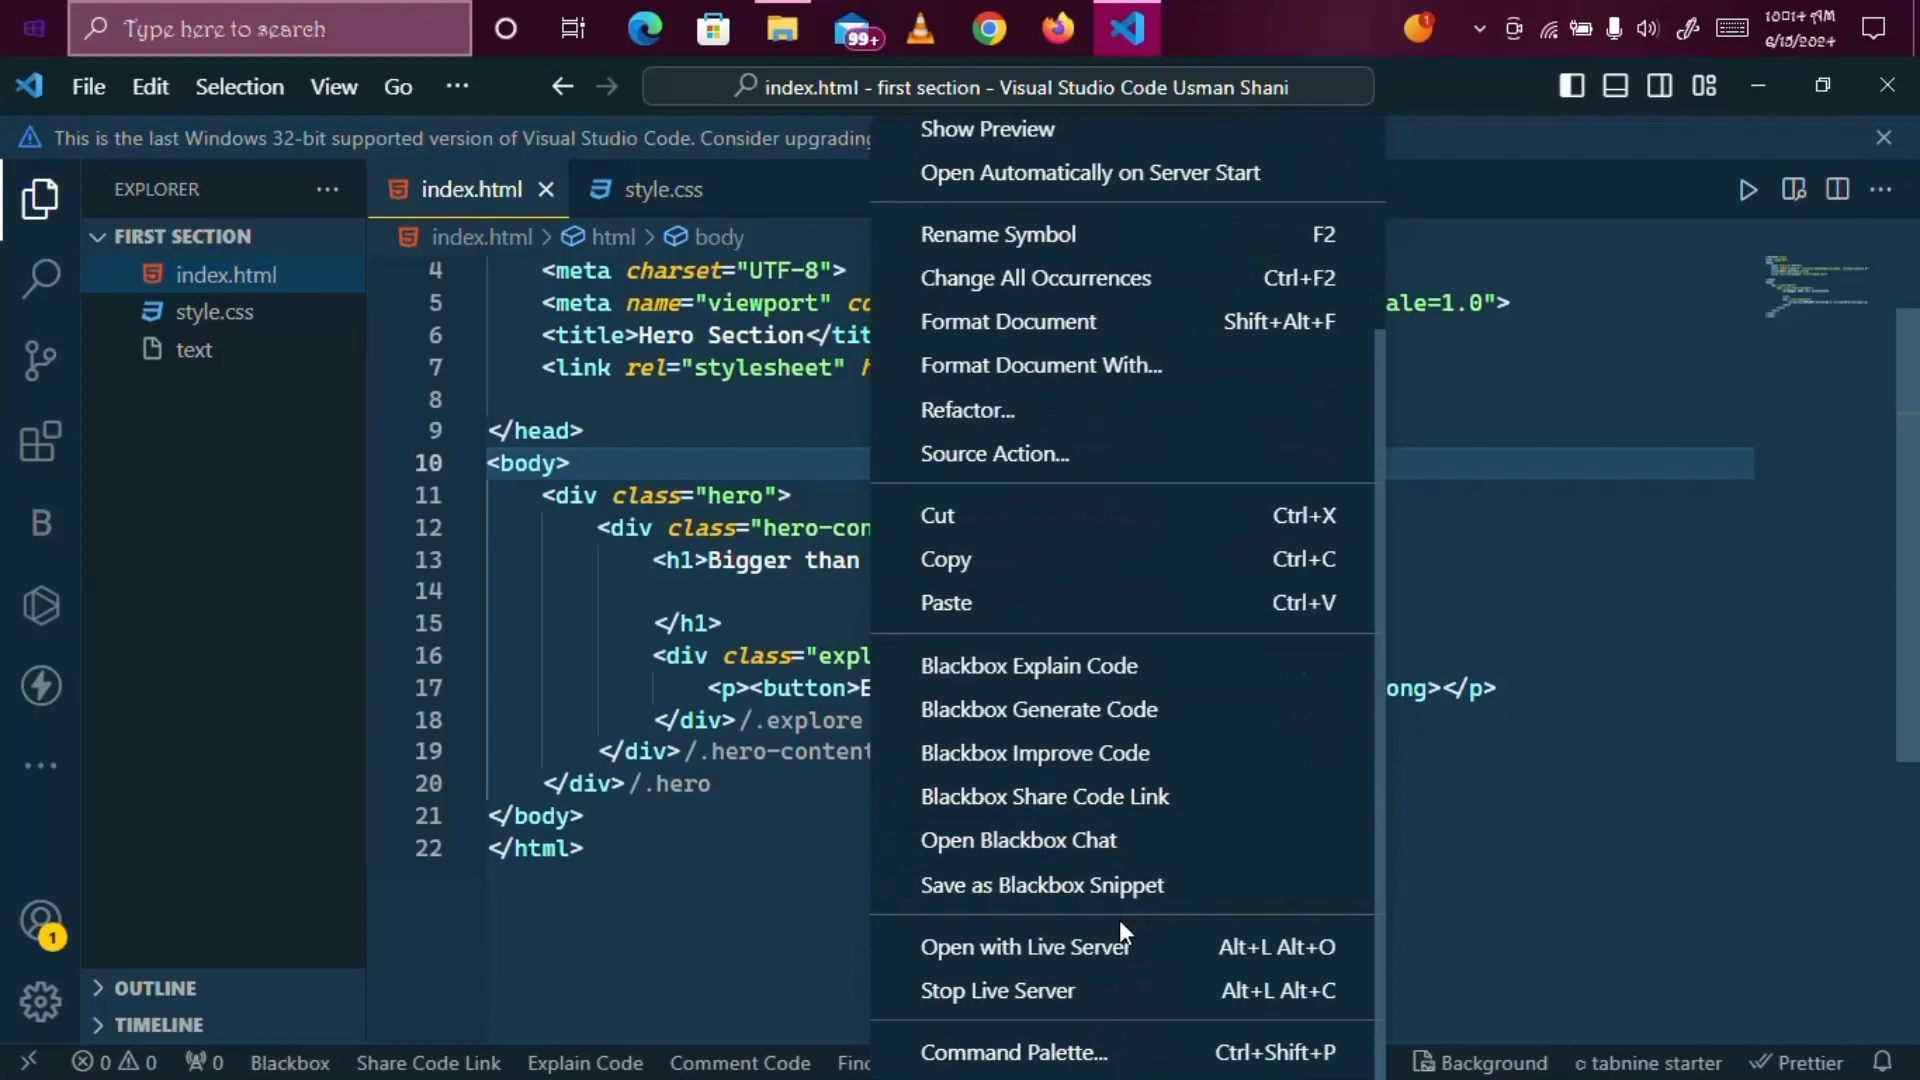 Type here to search
99+
1
10:14 AM
6/15/2024
File Edit Selection View Go ...
index.html - first section - Visual Studio Code Usman Shani
This is the last Windows 32-bit supported version of Visual Studio Code. Consider upgrading
EXPLORER ...
index.html
style.css
FIRST SECTION
index.html
style.css
text
index.html > html > body
4 <meta charset="UTF-8">
5 <meta name="viewport" co ale=1.0">
6 <title>Hero Section</tit
7 <link rel="stylesheet" h
8
9 </head>
10 <body>
11 <div class="hero">
12 <div class="hero-con
13 <h1>Bigger than
14
15 </h1>
16 <div class="expl
17 <p><button>E ong></p>
18 </div>/.explore
19 </div>/.hero-content
20 </div>/.hero
21 </body>
22 </html>
Show Preview
Open Automatically on Server Start
Rename Symbol F2
Change All Occurrences Ctrl+F2
Format Document Shift+Alt+F
Format Document With...
Refactor...
Source Action...
Cut Ctrl+X
Copy Ctrl+C
Paste Ctrl+V
Blackbox Explain Code
Blackbox Generate Code
Blackbox Improve Code
Blackbox Share Code Link
Open Blackbox Chat
Save as Blackbox Snippet
Open with Live Server Alt+L Alt+O
Stop Live Server Alt+L Alt+C
Command Palette... Ctrl+Shift+P
B
1
OUTLINE
TIMELINE
0 0 0 Blackbox Share Code Link Explain Code Comment Code Find Background tabnine starter Prettier